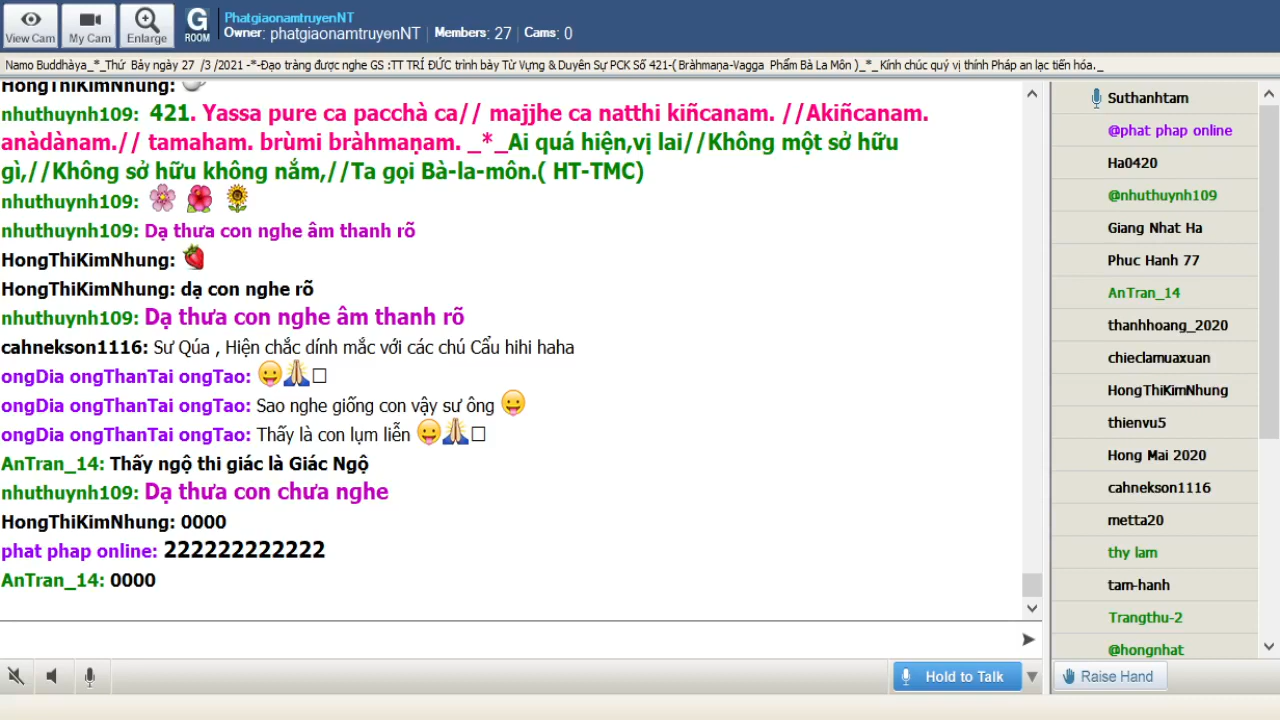 View Cam
My Cam
Enlarge
G
ROOM
PhatgiaonamtruyenNT
Owner: phatgiaonamtruyenNT | Members: 27 | Cams: 0
Namo Buddhàya_*_Thứ Bảy ngày 27 /3 /2021 -*-Đạo tràng được nghe GS :TT TRÍ ĐỨC trình bày Từ Vựng & Duyên Sự PCK Số 421-( Bràhmaṇa-Vagga Phẩm Bà La Môn )_*_ Kính chúc quý vị thính Pháp an lạc tiến hóa._
HongThiKimNhung:
nhuthuynh109: 421. Yassa pure ca pacchà ca// majjhe ca natthi kiñcanam. //Akiñcanam.
anàdànam.// tamaham. brùmi bràhmaṇam. _*_Ai quá hiện,vị lai//Không một sở hữu
gì,//Không sở hữu không nắm,//Ta gọi Bà-la-môn.( HT-TMC)
nhuthuynh109:
nhuthuynh109: Dạ thưa con nghe âm thanh rõ
HongThiKimNhung:
HongThiKimNhung: dạ con nghe rõ
nhuthuynh109: Dạ thưa con nghe âm thanh rõ
cahnekson1116: Sư Qúa , Hiện chắc dính mắc với các chú Cẩu hihi haha
ongDia ongThanTai ongTao:
ongDia ongThanTai ongTao: Sao nghe giống con vậy sư ông
ongDia ongThanTai ongTao: Thấy là con lụm liễn
AnTran_14: Thấy ngộ thi giác là Giác Ngộ
nhuthuynh109: Dạ thưa con chưa nghe
HongThiKimNhung: 0000
phat phap online: 222222222222
AnTran_14: 0000
Suthanhtam
@phat phap online
Ha0420
@nhuthuynh109
Giang Nhat Ha
Phuc Hanh 77
AnTran_14
thanhhoang_2020
chieclamuaxuan
HongThiKimNhung
thienvu5
Hong Mai 2020
cahnekson1116
metta20
thy lam
tam-hanh
Trangthu-2
@hongnhat
Hold to Talk
Raise Hand